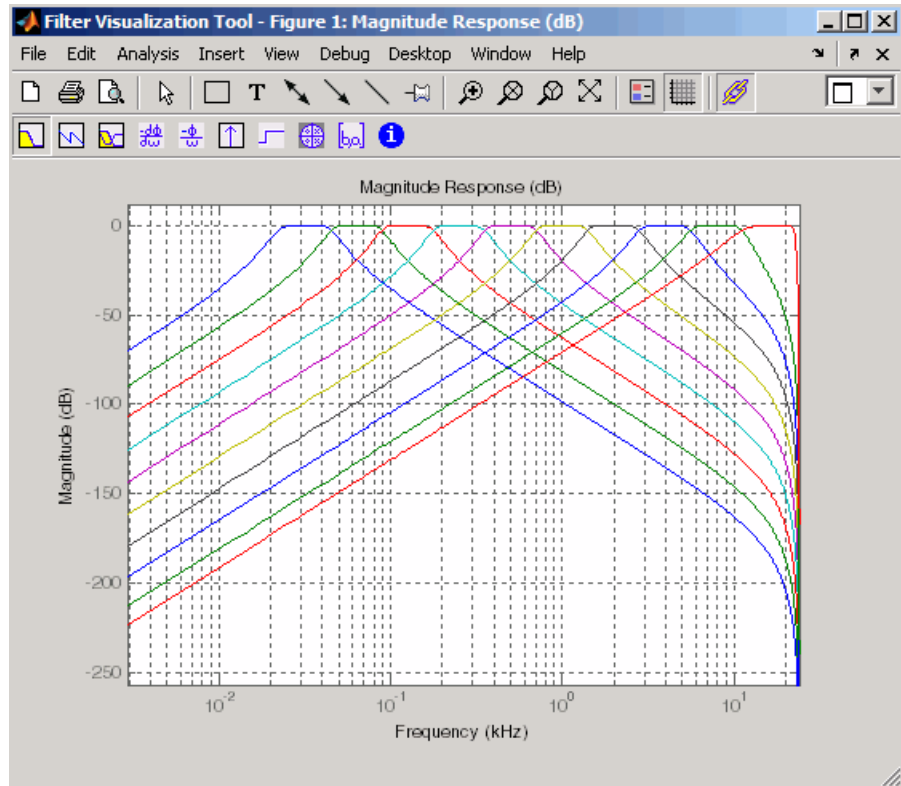 Filter Visualization Tool - Figure 1: Magnitude Response (dB)
File Edit Analysis Insert View Debug Desktop Window Help
T
-dϕ
dω
-ϕ
ω
[b,a]
i
Magnitude Response (dB)
0
-50
-100
-150
-200
-250
Magnitude (dB)
10^-2 10^-1 10^0 10^1
Frequency (kHz)